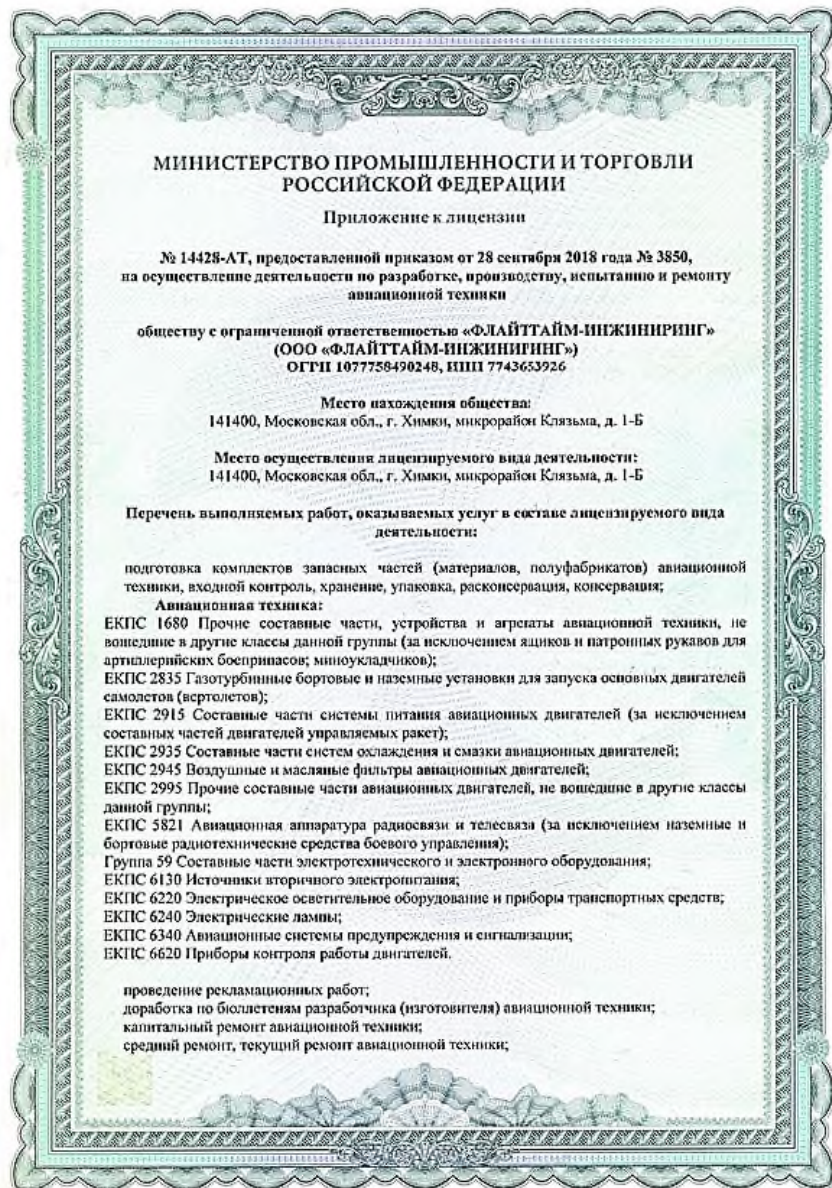 МИНИСТЕРСТВО ПРОМЫШЛЕННОСТИ И ТОРГОВЛИ
РОССИЙСКОЙ ФЕДЕРАЦИИ
Приложение к лицензии
№ 14428-АТ, предоставленной приказом от 28 сентября 2018 года № 3850,
на осуществление деятельности по разработке, производству, испытанию и ремонту
авиационной техники
обществу с ограниченной ответственностью «ФЛАЙТТАЙМ-ИНЖИНИРИНГ»
(ООО «ФЛАЙТТАЙМ-ИНЖИНИРИНГ»)
ОГРН 1077758490248, ИНН 7743653926
Место нахождения общества:
141400, Московская обл., г. Химки, микрорайон Клязьма, д. 1-Б
Место осуществления лицензируемого вида деятельности:
141400, Московская обл., г. Химки, микрорайон Клязьма, д. 1-Б
Перечень выполняемых работ, оказываемых услуг в составе лицензируемого вида
деятельности:
подготовка комплектов запасных частей (материалов, полуфабрикатов) авиационной
техники, входной контроль, хранение, упаковка, расконсервация, консервация;
Авиационная техника:
ЕКПС 1680 Прочие составные части, устройства и агрегаты авиационной техники, не
вошедшие в другие классы данной группы (за исключением ящиков и патронных рукавов для
артиллерийских боеприпасов; миноукладчиков);
ЕКПС 2835 Газотурбинные бортовые и наземные установки для запуска основных двигателей
самолетов (вертолетов);
ЕКПС 2915 Составные части системы питания авиационных двигателей (за исключением
составных частей двигателей управляемых ракет);
ЕКПС 2935 Составные части систем охлаждения и смазки авиационных двигателей;
ЕКПС 2945 Воздушные и масляные фильтры авиационных двигателей;
ЕКПС 2995 Прочие составные части авиационных двигателей, не вошедшие в другие классы
данной группы;
ЕКПС 5821 Авиационная аппаратура радиосвязи и телесвязи (за исключением наземные и
бортовые радиотехнические средства боевого управления);
Группа 59 Составные части электротехнического и электронного оборудования;
ЕКПС 6130 Источники вторичного электропитания;
ЕКПС 6220 Электрическое осветительное оборудование и приборы транспортных средств;
ЕКПС 6240 Электрические лампы;
ЕКПС 6340 Авиационные системы предупреждения и сигнализации;
ЕКПС 6620 Приборы контроля работы двигателей.
проведение рекламационных работ;
доработка по бюллетеням разработчика (изготовителя) авиационной техники;
капитальный ремонт авиационной техники;
средний ремонт, текущий ремонт авиационной техники;